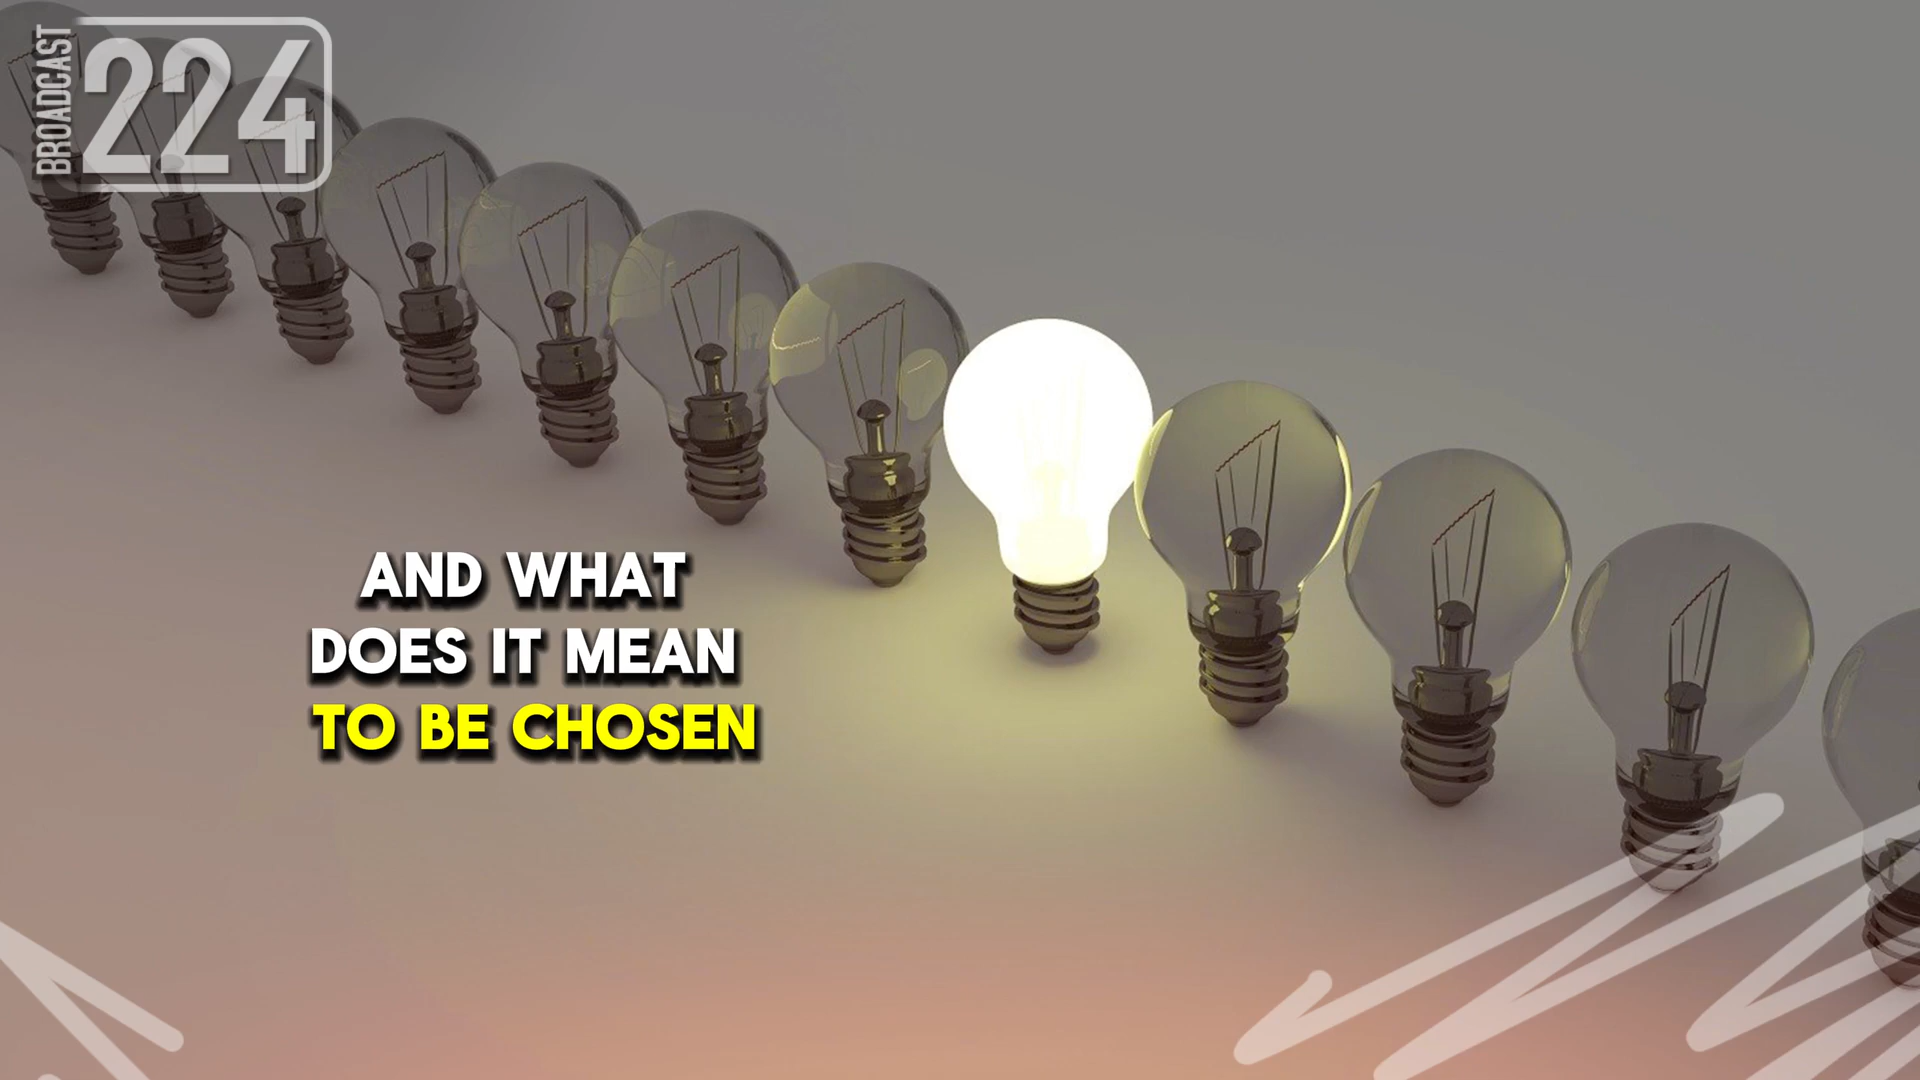 BROADCAST
224
AND WHAT
DOES IT MEAN
TO BE CHOSEN